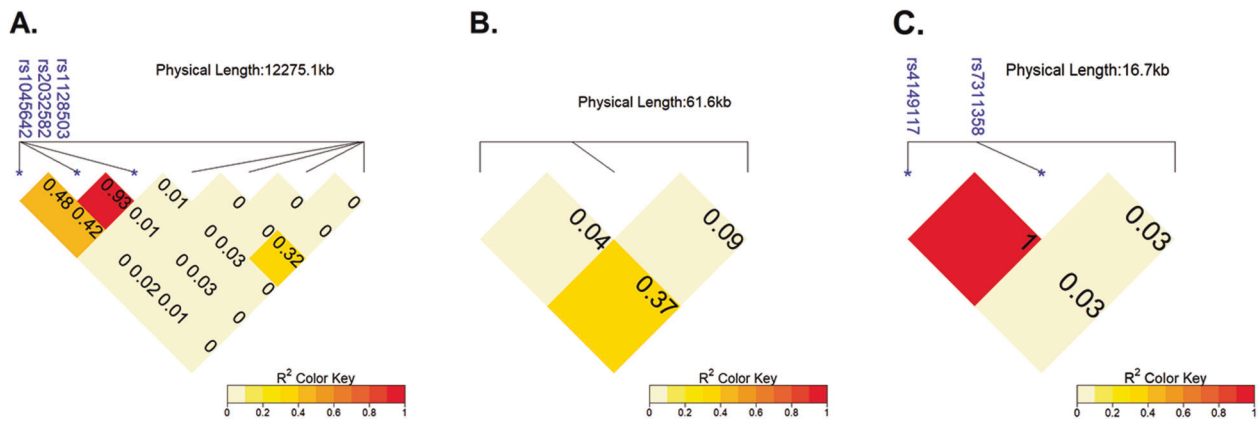 A.
rs1045642
rs2032582
rs1128503
Physical Length:12275.1kb
0.48
0.93
0.01
0
0
0
0.42
0.01
0
0
0
0
0.03
0.32
0
0.03
0
0.02
0
0.01
0
0
R2 Color Key
0 0.2 0.4 0.6 0.8 1
B.
Physical Length:61.6kb
0.04
0.09
0.37
R2 Color Key
0 0.2 0.4 0.6 0.8 1
C.
rs4149117
rs7311358
Physical Length:16.7kb
1
0.03
0.03
R2 Color Key
0 0.2 0.4 0.6 0.8 1